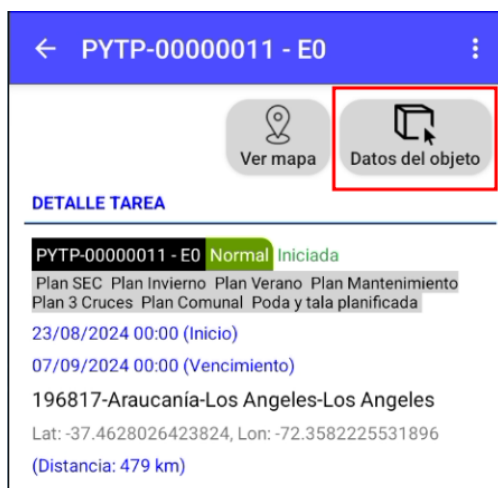 PYTP-00000011 - E0
Ver mapa
Datos del objeto
DETALLE TAREA
PYTP-00000011 - E0 Normal Iniciada
Plan SEC Plan Invierno Plan Verano Plan Mantenimiento
Plan 3 Cruces Plan Comunal Poda y tala planificada
23/08/2024 00:00 (Inicio)
07/09/2024 00:00 (Vencimiento)
196817-Araucanía-Los Angeles-Los Angeles
Lat: -37.4628026423824, Lon: -72.3582225531896
(Distancia: 479 km)